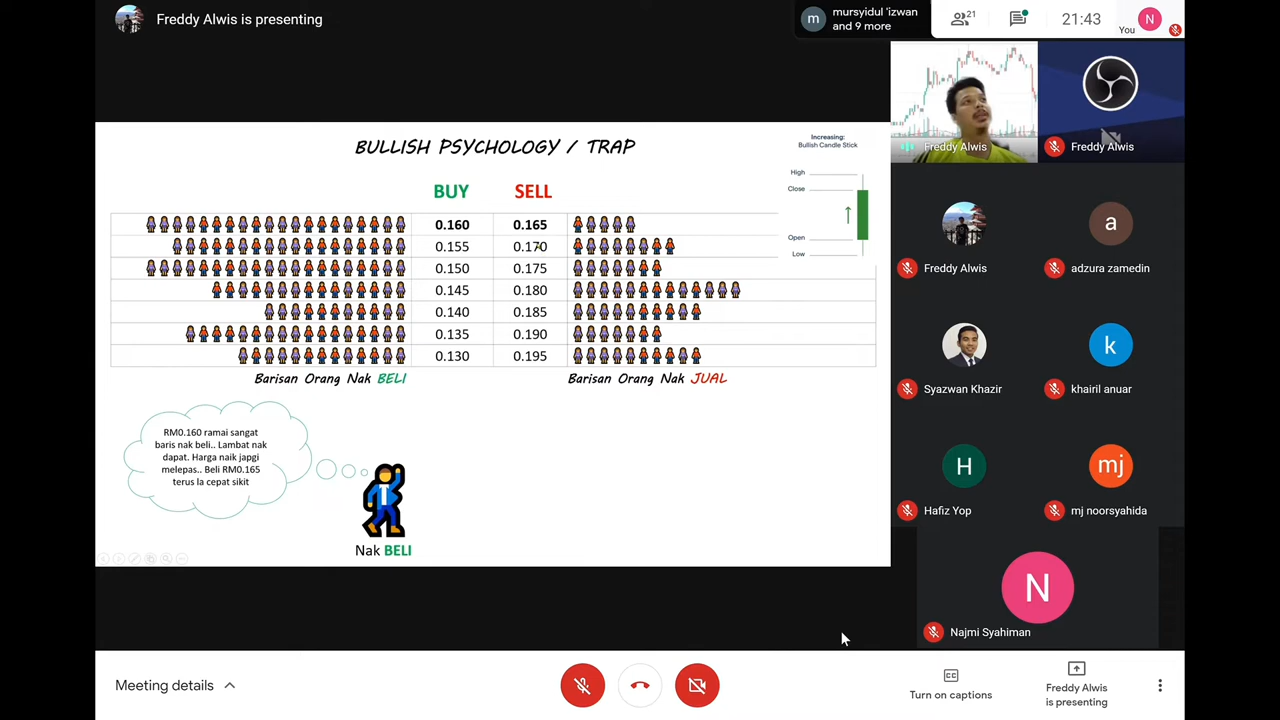 Freddy Alwis is presenting
m
mursyidul 'izwan
and 9 more
21
21:43
You
N
BULLISH PSYCHOLOGY / TRAP
Increasing:
Bullish Candle Stick
High
Close
Open
Low
BUY SELL
0.160 0.165
0.155 0.170
0.150 0.175
0.145 0.180
0.140 0.185
0.135 0.190
0.130 0.195
Barisan Orang Nak BELI
Barisan Orang Nak JUAL
RM0.160 ramai sangat
baris nak beli.. Lambat nak
dapat. Harga naik japgi
melepas.. Beli RM0.165
terus la cepat sikit
Nak BELI
Freddy Alwis
Freddy Alwis
Freddy Alwis
a
adzura zamedin
Syazwan Khazir
k
khairil anuar
H
Hafiz Yop
mj
mj noorsyahida
N
Najmi Syahiman
Meeting details
Turn on captions
Freddy Alwis
is presenting